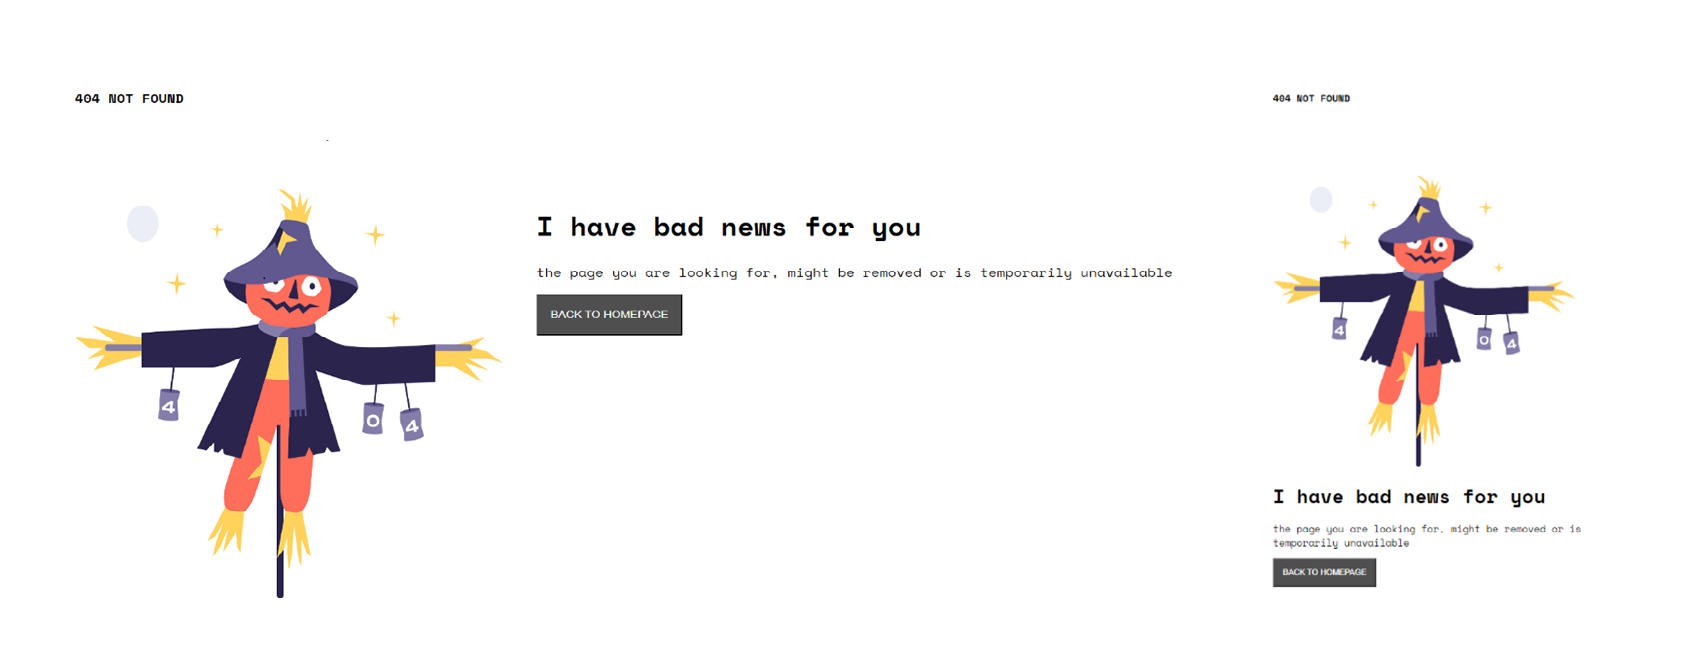 404 NOT FOUND
I have bad news for you
the page you are looking for, might be removed or is temporarily unavailable
BACK TO HOMEPAGE
4
0
4
404 NOT FOUND
4
0
4
I have bad news for you
the page you are looking for, might be removed or is
temporarily unavailable
BACK TO HOMEPAGE